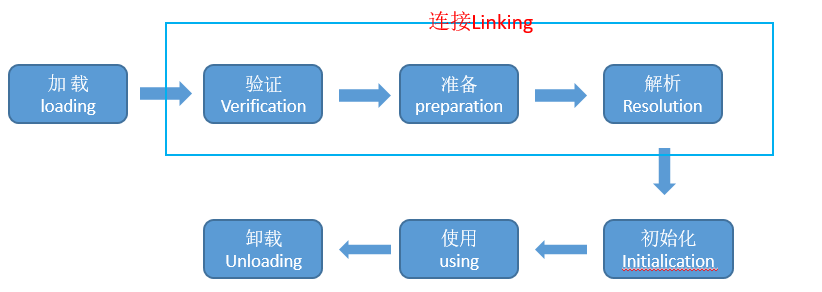 连接Linking
加 载
loading
验证
Verification
准备
preparation
解析
Resolution
初始化
Initialication
使用
using
卸载
Unloading